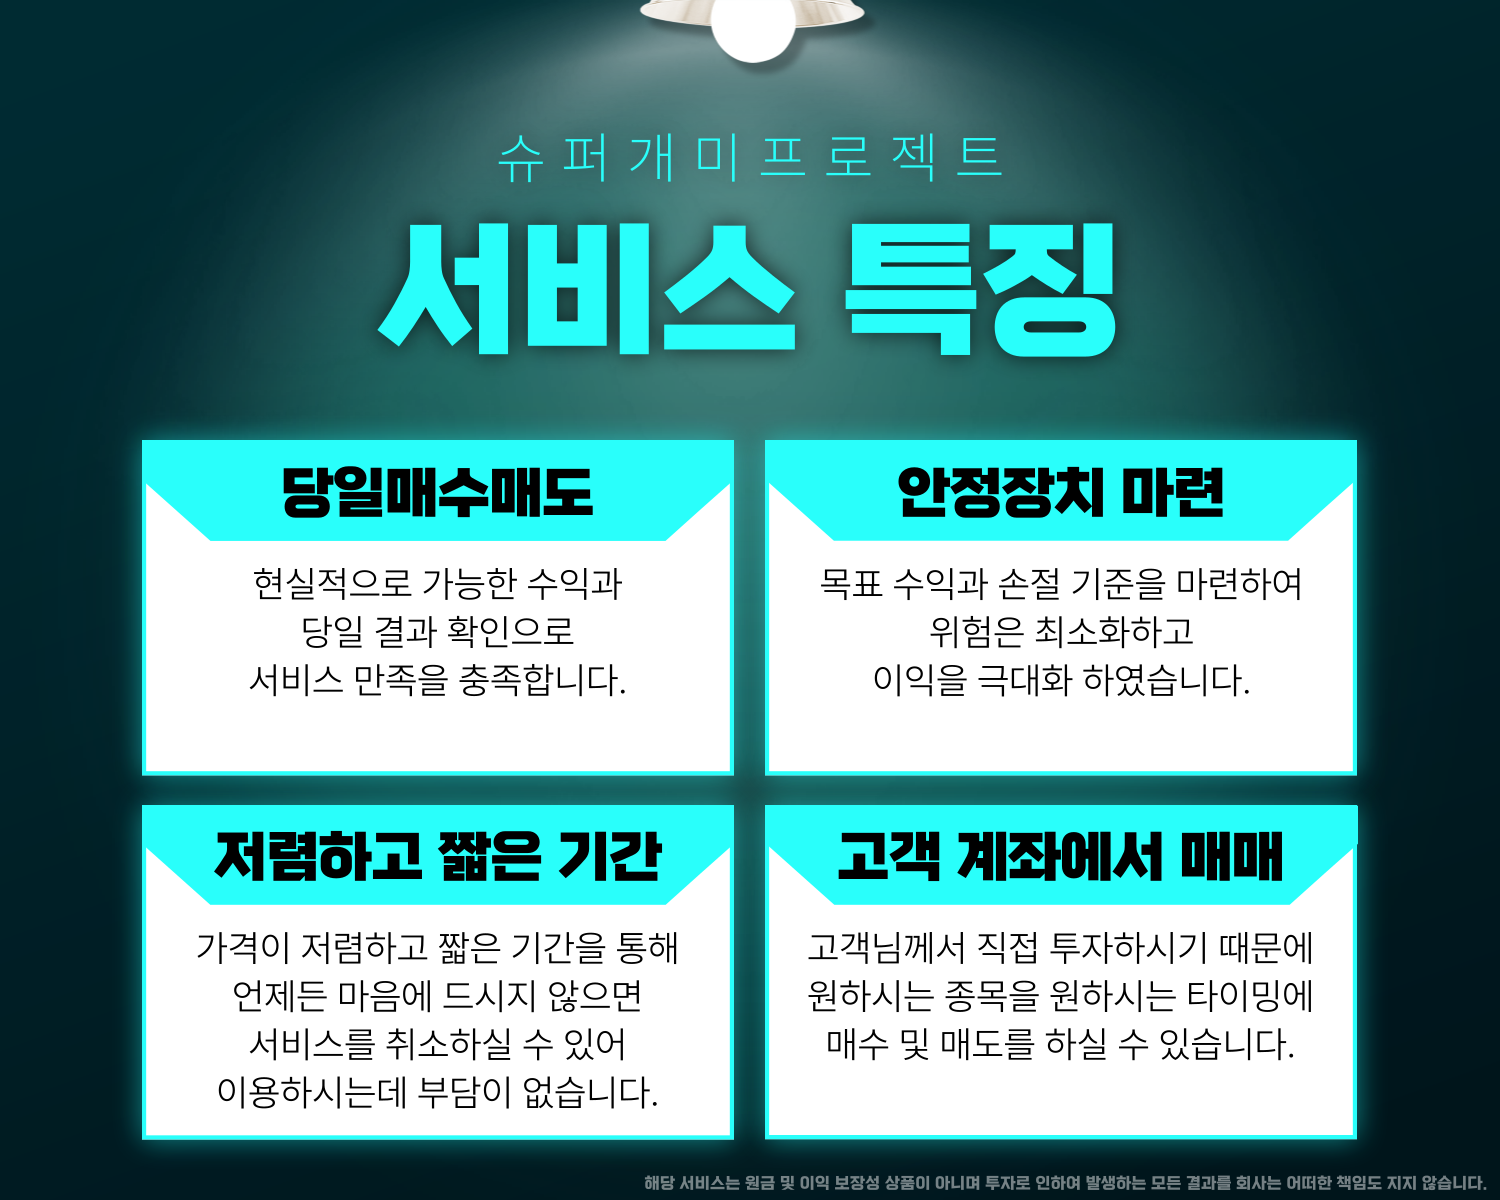 슈퍼개미프로젝트
서비스 특징
당일매수매도
현실적으로 가능한 수익과
당일 결과 확인으로
서비스 만족을 충족합니다.
안정장치 마련
목표 수익과 손절 기준을 마련하여
위험은 최소화하고
이익을 극대화 하였습니다.
저렴하고 짧은 기간
가격이 저렴하고 짧은 기간을 통해
언제든 마음에 드시지 않으면
서비스를 취소하실 수 있어
이용하시는데 부담이 없습니다.
고객 계좌에서 매매
고객님께서 직접 투자하시기 때문에
원하시는 종목을 원하시는 타이밍에
매수 및 매도를 하실 수 있습니다.
해당 서비스는 원금 및 이익 보장성 상품이 아니며 투자로 인하여 발생하는 모든 결과를 회사는 어떠한 책임도 지지 않습니다.